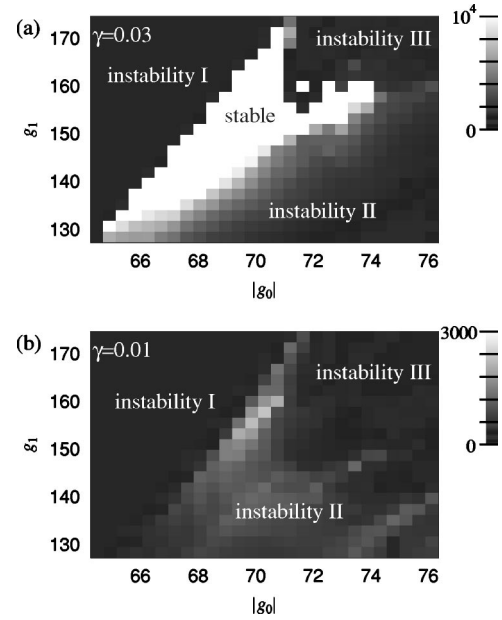 (a)
γ=0.03
instability I
instability III
stable
instability II
170
160
150
140
130
g₁
66 68 70 72 74 76
|g₀|
10⁴
0
(b)
γ=0.01
instability I
instability III
instability II
170
160
150
140
130
g₁
66 68 70 72 74 76
|g₀|
3000
0